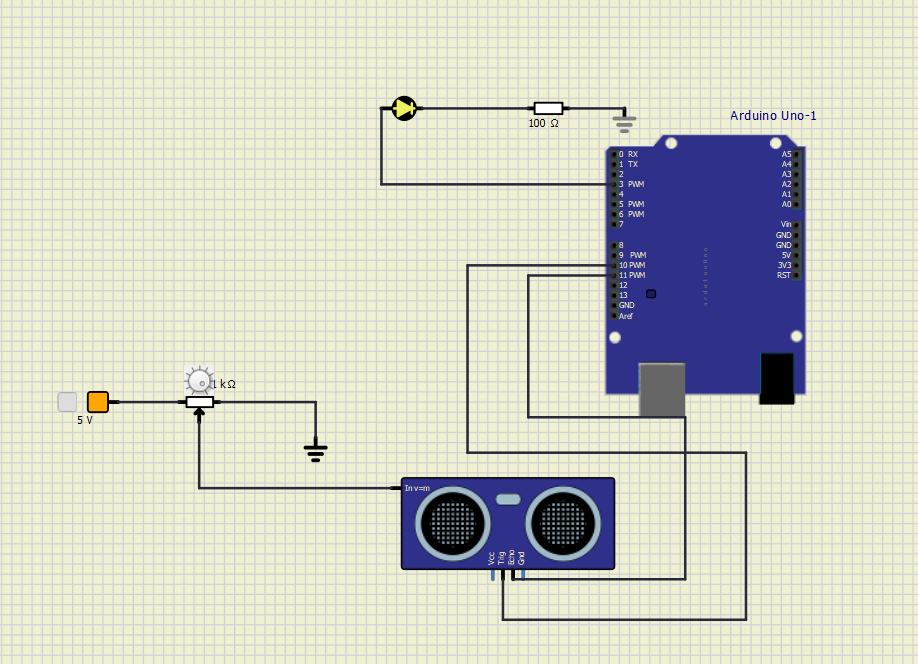 100 Ω
Arduino Uno-1
0 RX
1 TX
2
3 PWM
4
5 PWM
6 PWM
7
8
9 PWM
10 PWM
11 PWM
12
13
GND
Aref
A5
A4
A3
A2
A1
A0
Vin
GND
GND
5V
3V3
RST
arduino
1 kΩ
5 V
In v=m
Vcc
Trig
Echo
Gnd